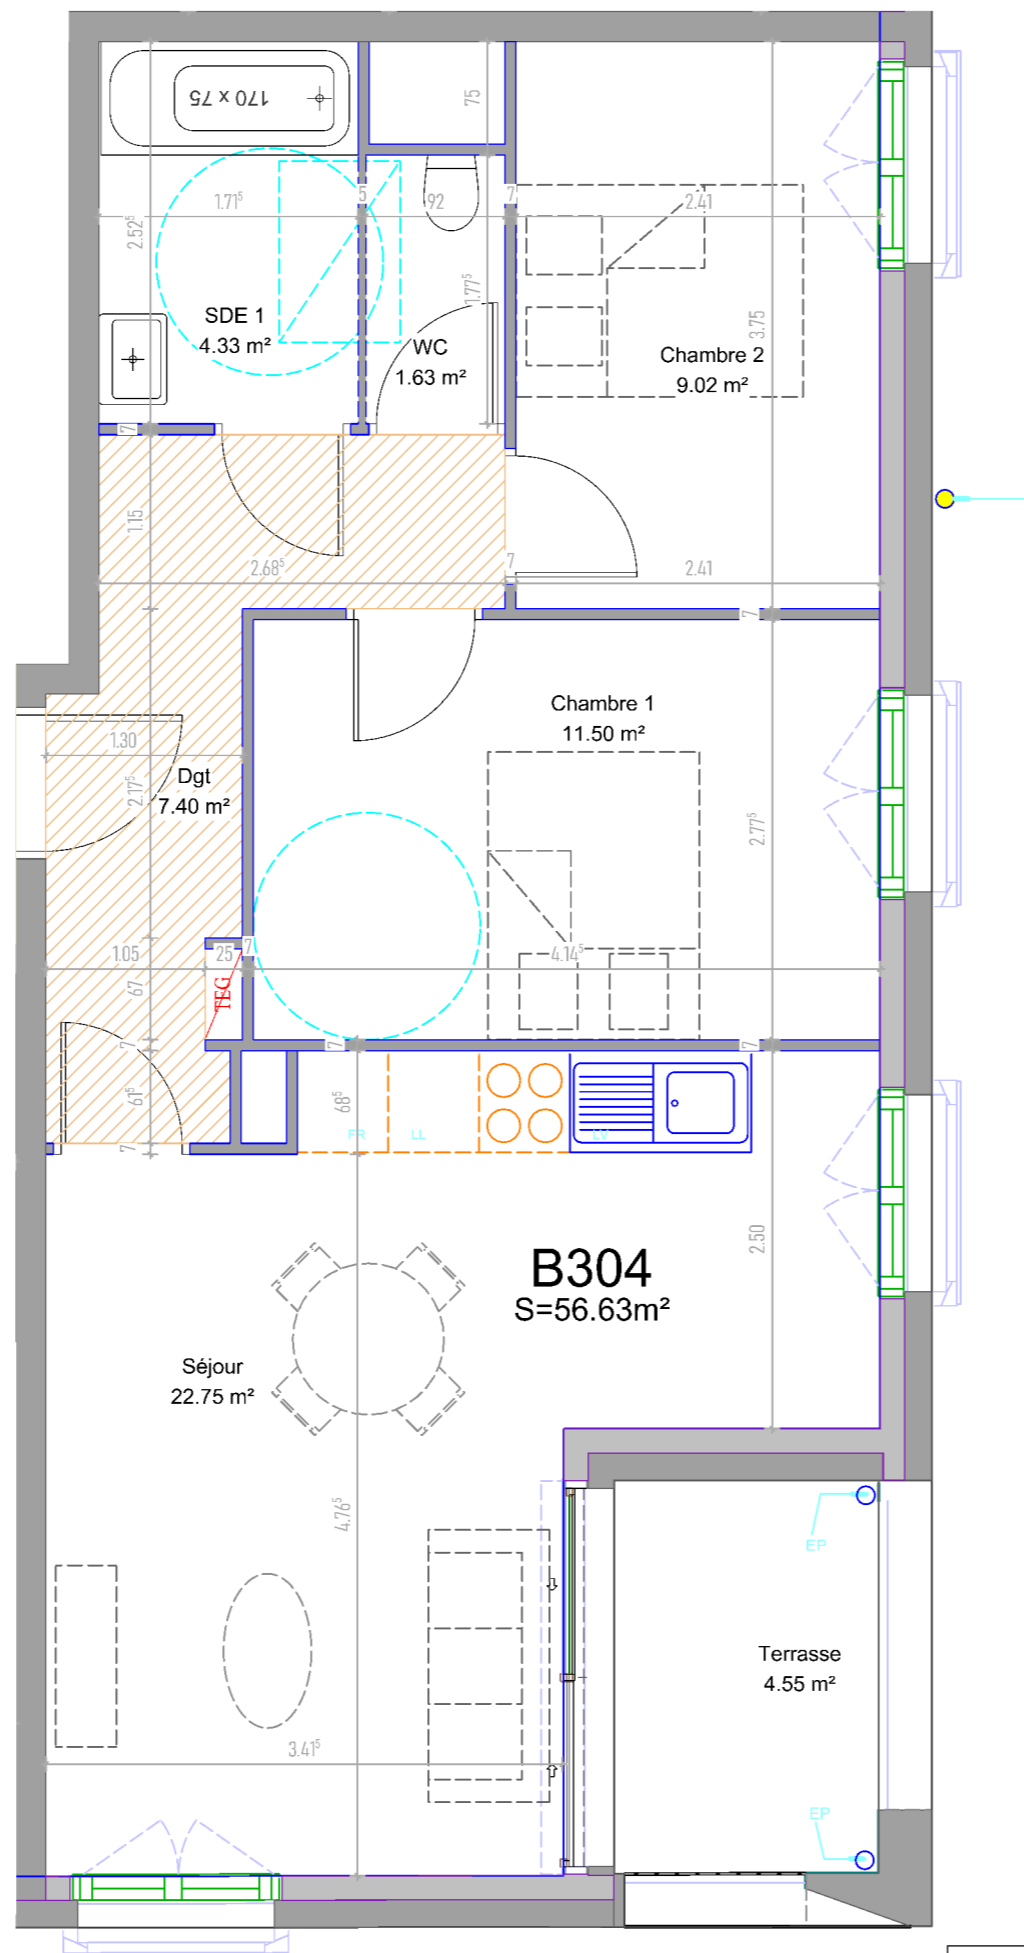 170 x 75
75
1.71⁵
5
92
7
2.41
2.52⁵
1.77⁵
3.75
SDE 1
4.33 m²
WC
1.63 m²
Chambre 2
9.02 m²
7
1.15
2.68⁵
7
2.41
7
Chambre 1
11.50 m²
1.30
Dgt
7.40 m²
2.17⁵
2.77⁵
1.05
25
7
4.14⁵
67
TEG
7
7
7
61⁵
68⁵
7
FR
LL
LV
2.50
B304
S=56.63m²
Séjour
22.75 m²
4.76⁵
EP
Terrasse
4.55 m²
3.41⁵
EP